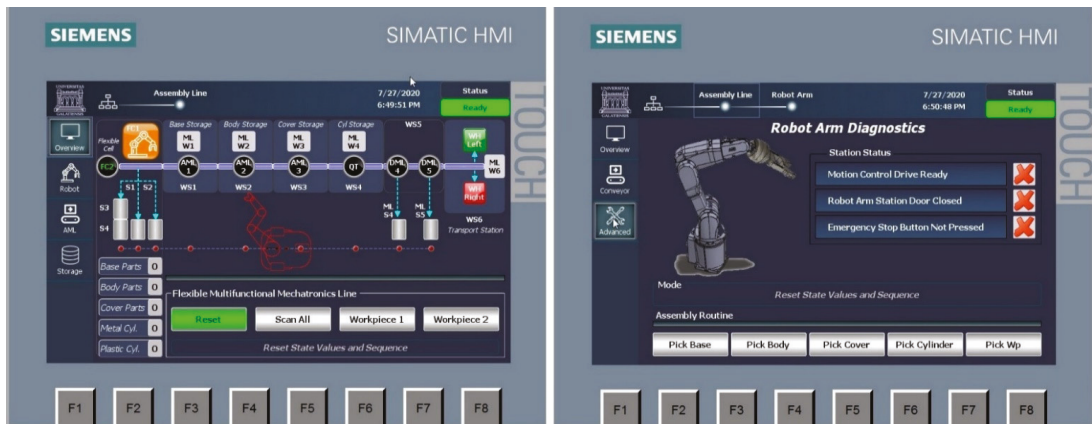 SIEMENS
SIMATIC HMI
TOUCH
UNIVERSITAS
Assembly Line
7/27/2020
6:49:51 PM
Status
Ready
Overview
Robot
AML
Storage
Flexible
Cell
FC1
FC2
Base Storage
Body Storage
Cover Storage
Cyl Storage
WS5
ML
W1
ML
W2
ML
W3
ML
W4
WH
Left
ML
W6
WH
Right
AML
1
AML
2
AML
3
QT
DML
4
DML
5
S1
S2
WS1
WS2
WS3
WS4
S3
S4
ML
S4
ML
S5
WS6
Transport Station
Base Parts 0
Body Parts 0
Cover Parts 0
Metal Cyl. 0
Plastic Cyl. 0
Flexible Multifunctional Mechatronics Line
Reset
Scan All
Workpiece 1
Workpiece 2
Reset State Values and Sequence
F1 F2 F3 F4 F5 F6 F7 F8
SIEMENS
SIMATIC HMI
TOUCH
Assembly Line
Robot Arm
7/27/2020
6:50:48 PM
Status
Ready
Overview
Conveyor
Advanced
Robot Arm Diagnostics
Station Status
Motion Control Drive Ready
Robot Arm Station Door Closed
Emergency Stop Button Not Pressed
Mode
Reset State Values and Sequence
Assembly Routine
Pick Base
Pick Body
Pick Cover
Pick Cylinder
Pick Wp
F1 F2 F3 F4 F5 F6 F7 F8